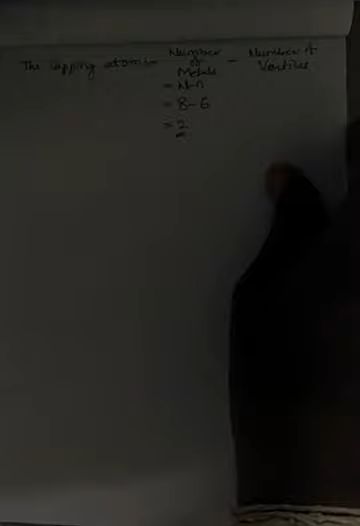 The capping atoms = Number of Metals - Number of Vertices
= N-n
= 8-6
= 2